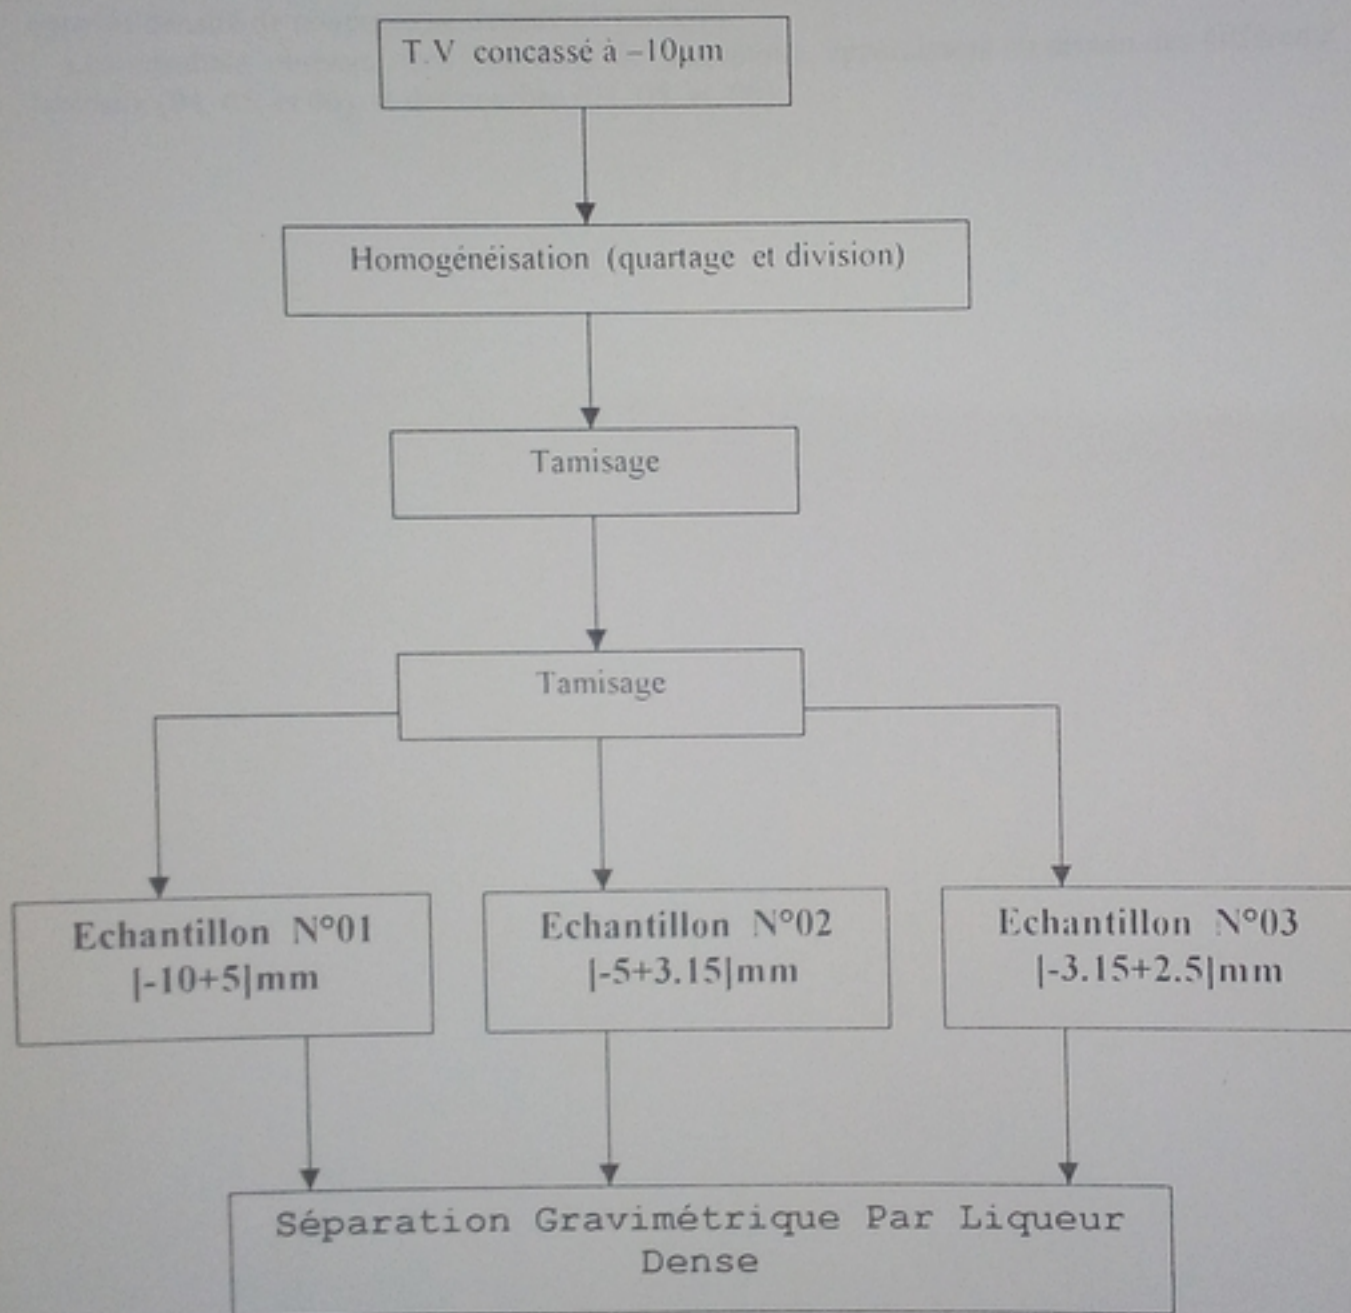 T.V concassé à –10µm
Homogénéisation (quartage et division)
Tamisage
Tamisage
Echantillon N°01
|-10+5|mm
Echantillon N°02
|-5+3.15|mm
Echantillon N°03
|-3.15+2.5|mm
Séparation Gravimétrique Par Liqueur
Dense